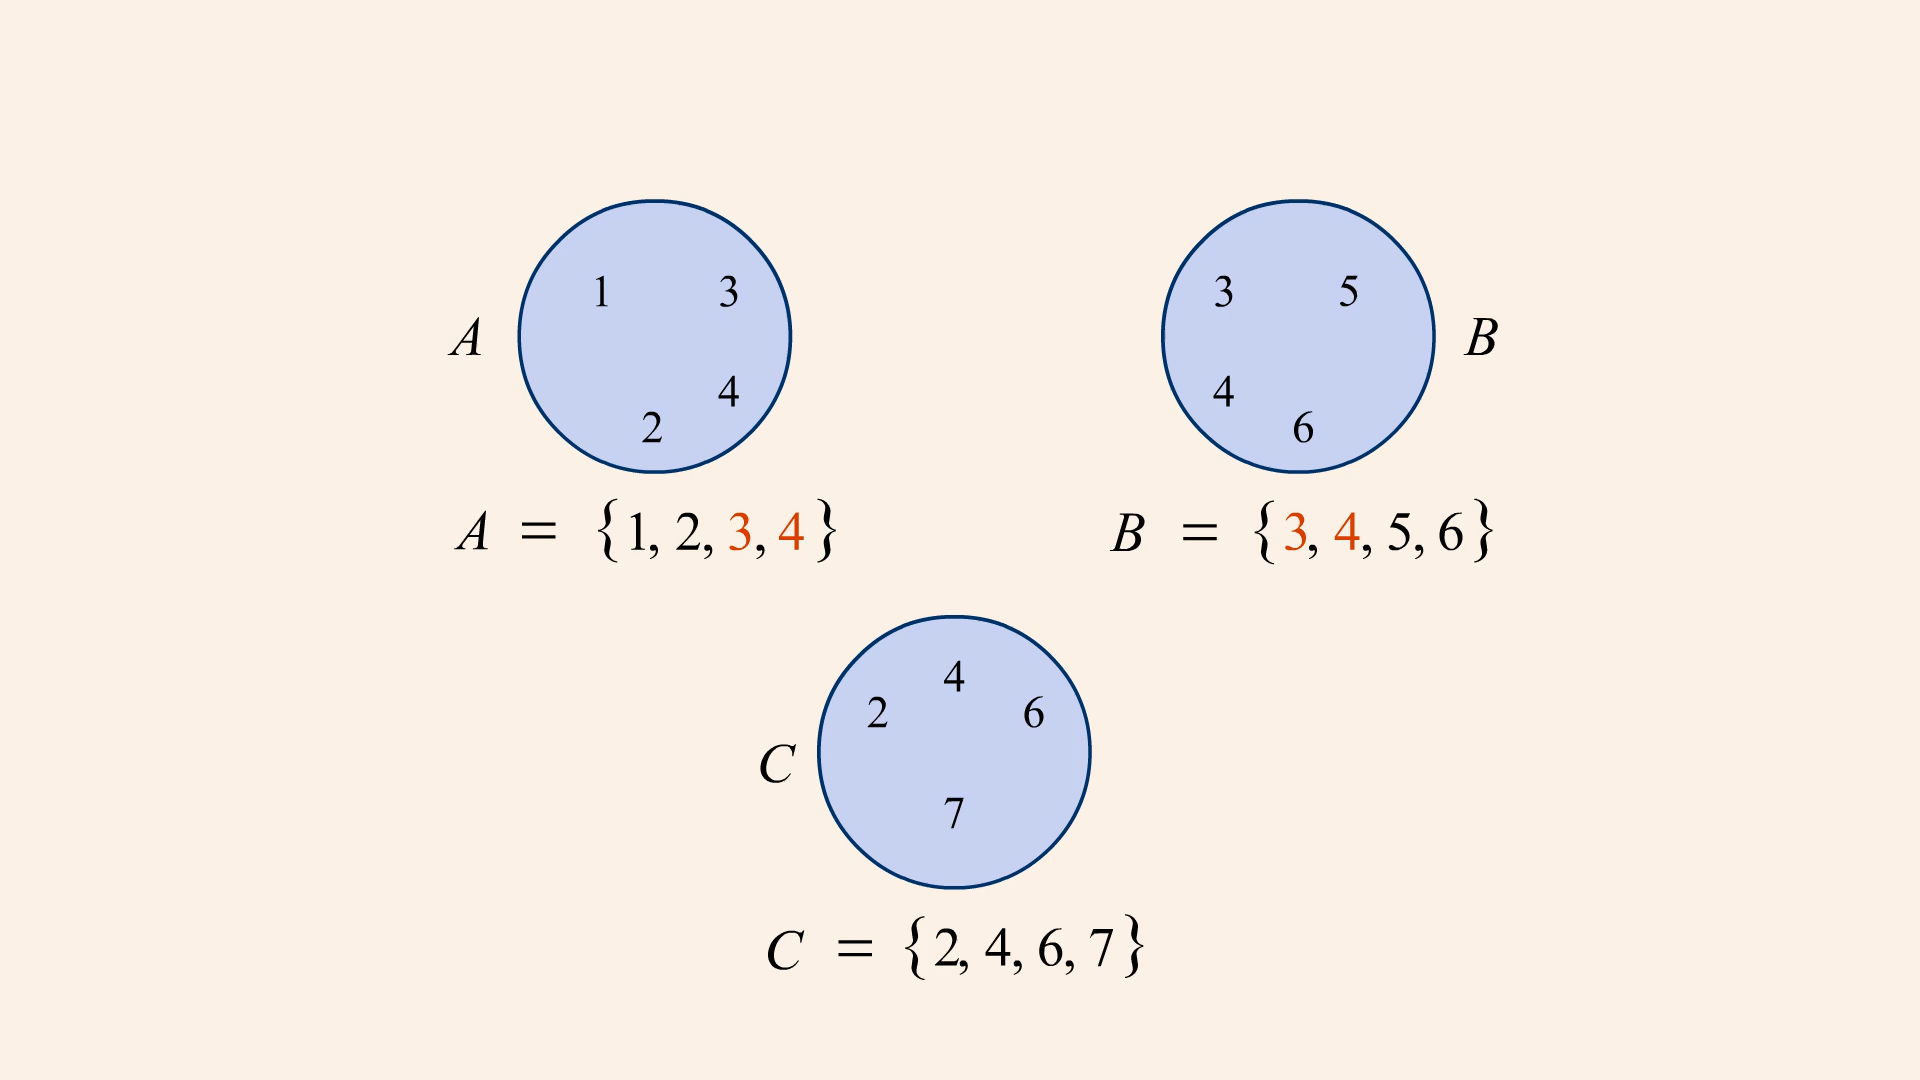 1 3
A
4
2
3 5
B
4
6
A = {1, 2, 3, 4}
B = {3, 4, 5, 6}
4
2 6
C
7
C = {2, 4, 6, 7}